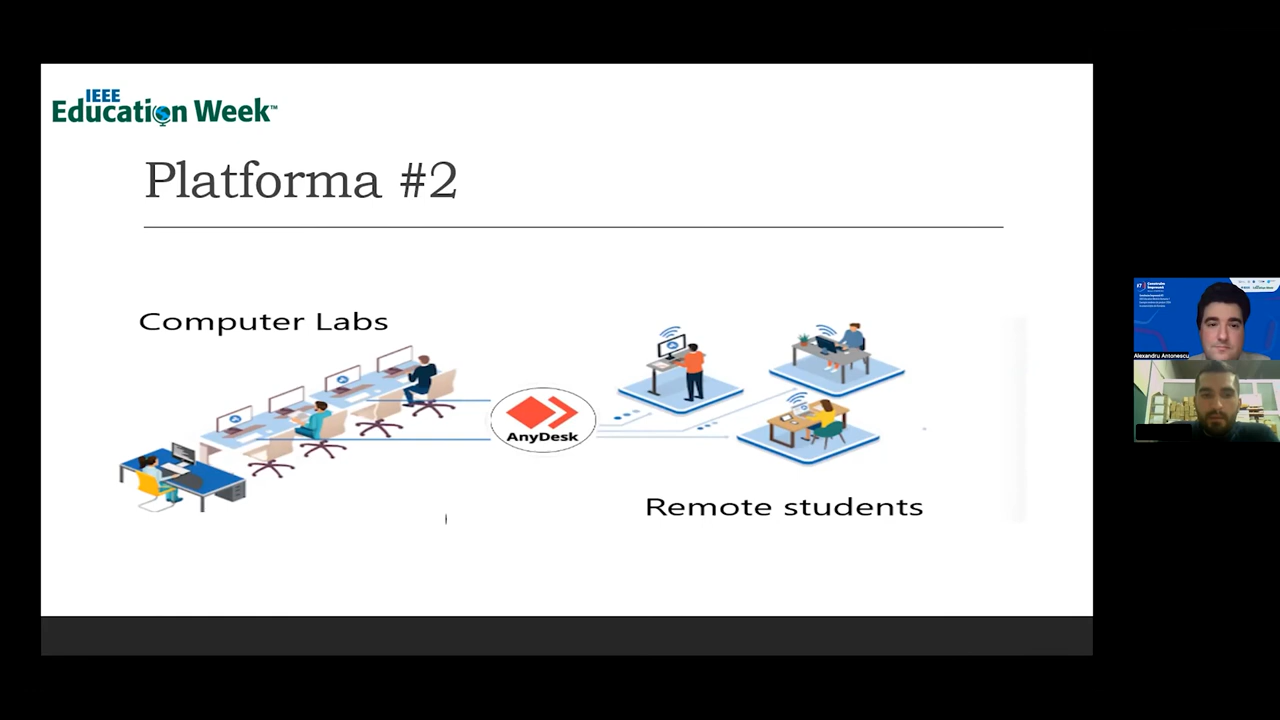 IEEE
Education Week™
Platforma #2
Computer Labs
AnyDesk
Remote students
Alexandru Antonescu